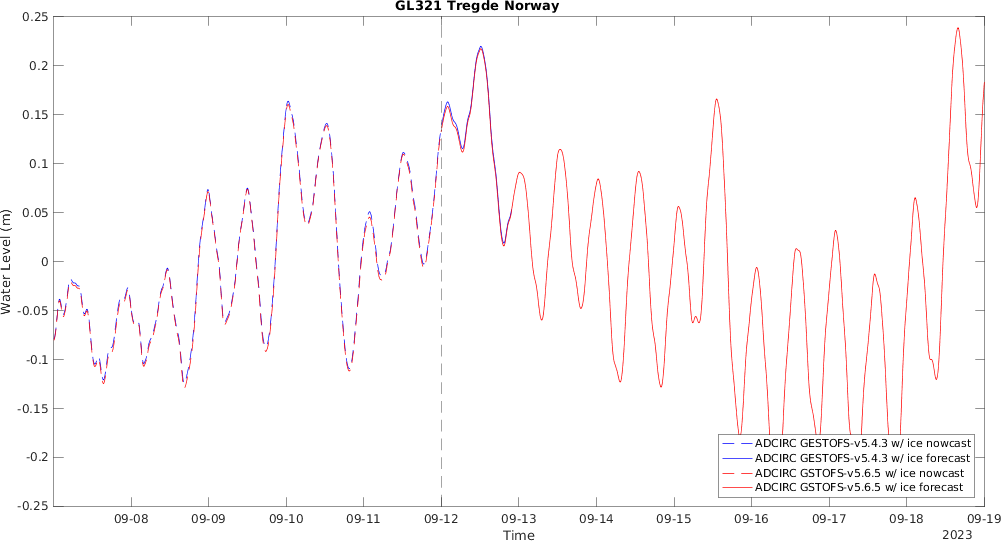 GL321 Tregde Norway
0.25
0.2
0.15
0.1
0.05
0
-0.05
-0.1
-0.15
-0.2
-0.25
Water Level (m)
ADCIRC GESTOFS-v5.4.3 w/ ice nowcast
ADCIRC GESTOFS-v5.4.3 w/ ice forecast
ADCIRC GSTOFS-v5.6.5 w/ ice nowcast
ADCIRC GSTOFS-v5.6.5 w/ ice forecast
09-08 09-09 09-10 09-11 09-12 09-13 09-14 09-15 09-16 09-17 09-18 09-19
Time
2023